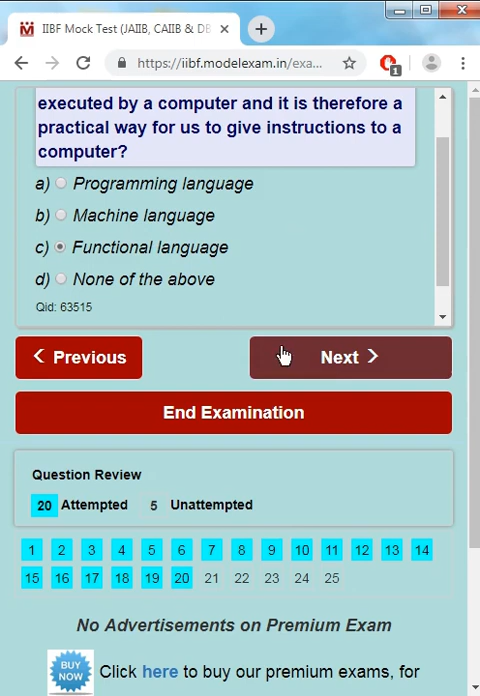 IIBF Mock Test (JAIIB, CAIIB & DB
https://iibf.modelexam.in/exa...
1
executed by a computer and it is therefore a
practical way for us to give instructions to a
computer?
a) Programming language
b) Machine language
c) Functional language
d) None of the above
Qid: 63515
Previous
Next
End Examination
Question Review
20 Attempted 5 Unattempted
1 2 3 4 5 6 7 8 9 10 11 12 13 14
15 16 17 18 19 20 21 22 23 24 25
No Advertisements on Premium Exam
BUY
NOW
Click here to buy our premium exams, for